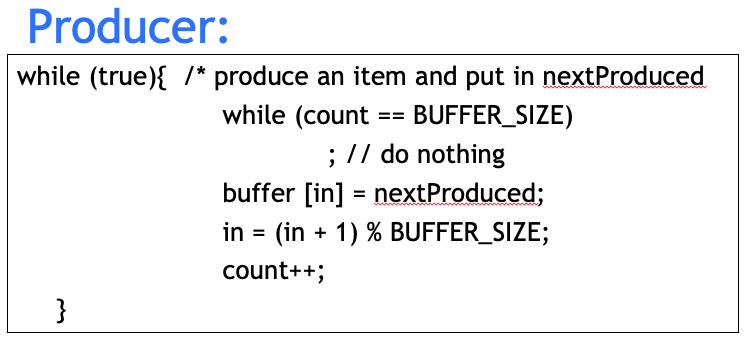 Producer:
while (true){ /* produce an item and put in nextProduced
while (count == BUFFER_SIZE)
; // do nothing
buffer [in] = nextProduced;
in = (in + 1) % BUFFER_SIZE;
count++;
}